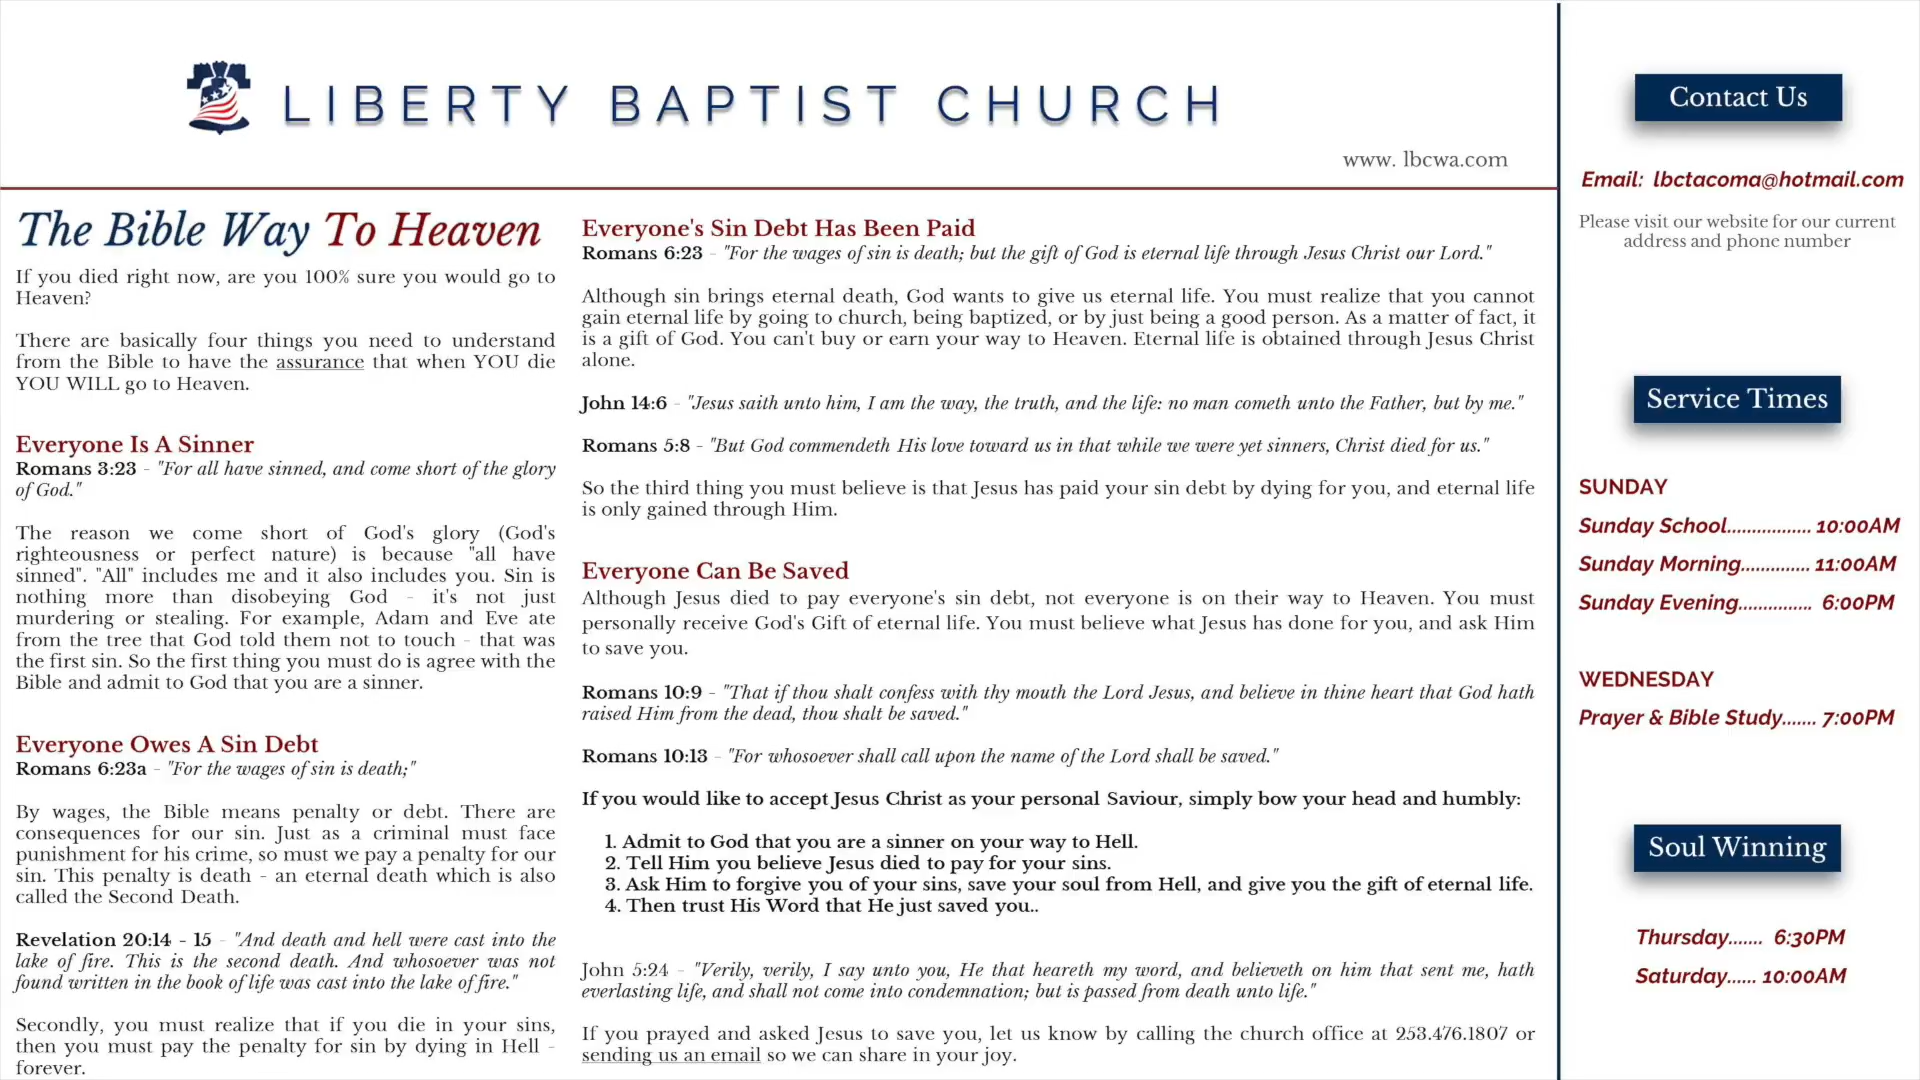 LIBERTY BAPTIST CHURCH
www. lbcwa.com
The Bible Way To Heaven
If you died right now, are you 100% sure you would go to
Heaven?
There are basically four things you need to understand
from the Bible to have the assurance that when YOU die
YOU WILL go to Heaven.
Everyone Is A Sinner
Romans 3:23 - "For all have sinned, and come short of the glory
of God."
The reason we come short of God's glory (God's
righteousness or perfect nature) is because "all have
sinned". "All" includes me and it also includes you. Sin is
nothing more than disobeying God - it's not just
murdering or stealing. For example, Adam and Eve ate
from the tree that God told them not to touch - that was
the first sin. So the first thing you must do is agree with the
Bible and admit to God that you are a sinner.
Everyone Owes A Sin Debt
Romans 6:23a - "For the wages of sin is death;"
By wages, the Bible means penalty or debt. There are
consequences for our sin. Just as a criminal must face
punishment for his crime, so must we pay a penalty for our
sin. This penalty is death - an eternal death which is also
called the Second Death.
Revelation 20:14 - 15 - "And death and hell were cast into the
lake of fire. This is the second death. And whosoever was not
found written in the book of life was cast into the lake of fire."
Secondly, you must realize that if you die in your sins,
then you must pay the penalty for sin by dying in Hell -
forever.
Everyone's Sin Debt Has Been Paid
Romans 6:23 - "For the wages of sin is death; but the gift of God is eternal life through Jesus Christ our Lord."
Although sin brings eternal death, God wants to give us eternal life. You must realize that you cannot
gain eternal life by going to church, being baptized, or by just being a good person. As a matter of fact, it
is a gift of God. You can't buy or earn your way to Heaven. Eternal life is obtained through Jesus Christ
alone.
John 14:6 - "Jesus saith unto him, I am the way, the truth, and the life: no man cometh unto the Father, but by me."
Romans 5:8 - "But God commendeth His love toward us in that while we were yet sinners, Christ died for us."
So the third thing you must believe is that Jesus has paid your sin debt by dying for you, and eternal life
is only gained through Him.
Everyone Can Be Saved
Although Jesus died to pay everyone's sin debt, not everyone is on their way to Heaven. You must
personally receive God's Gift of eternal life. You must believe what Jesus has done for you, and ask Him
to save you.
Romans 10:9 - "That if thou shalt confess with thy mouth the Lord Jesus, and believe in thine heart that God hath
raised Him from the dead, thou shalt be saved."
Romans 10:13 - "For whosoever shall call upon the name of the Lord shall be saved."
If you would like to accept Jesus Christ as your personal Saviour, simply bow your head and humbly:
1. Admit to God that you are a sinner on your way to Hell.
2. Tell Him you believe Jesus died to pay for your sins.
3. Ask Him to forgive you of your sins, save your soul from Hell, and give you the gift of eternal life.
4. Then trust His Word that He just saved you..
John 5:24 - "Verily, verily, I say unto you, He that heareth my word, and believeth on him that sent me, hath
everlasting life, and shall not come into condemnation; but is passed from death unto life."
If you prayed and asked Jesus to save you, let us know by calling the church office at 253.476.1807 or
sending us an email so we can share in your joy.
Contact Us
Email: lbctacoma@hotmail.com
Please visit our website for our current
address and phone number
Service Times
SUNDAY
Sunday School................ 10:00AM
Sunday Morning............. 11:00AM
Sunday Evening.............. 6:00PM
WEDNESDAY
Prayer & Bible Study....... 7:00PM
Soul Winning
Thursday....... 6:30PM
Saturday...... 10:00AM